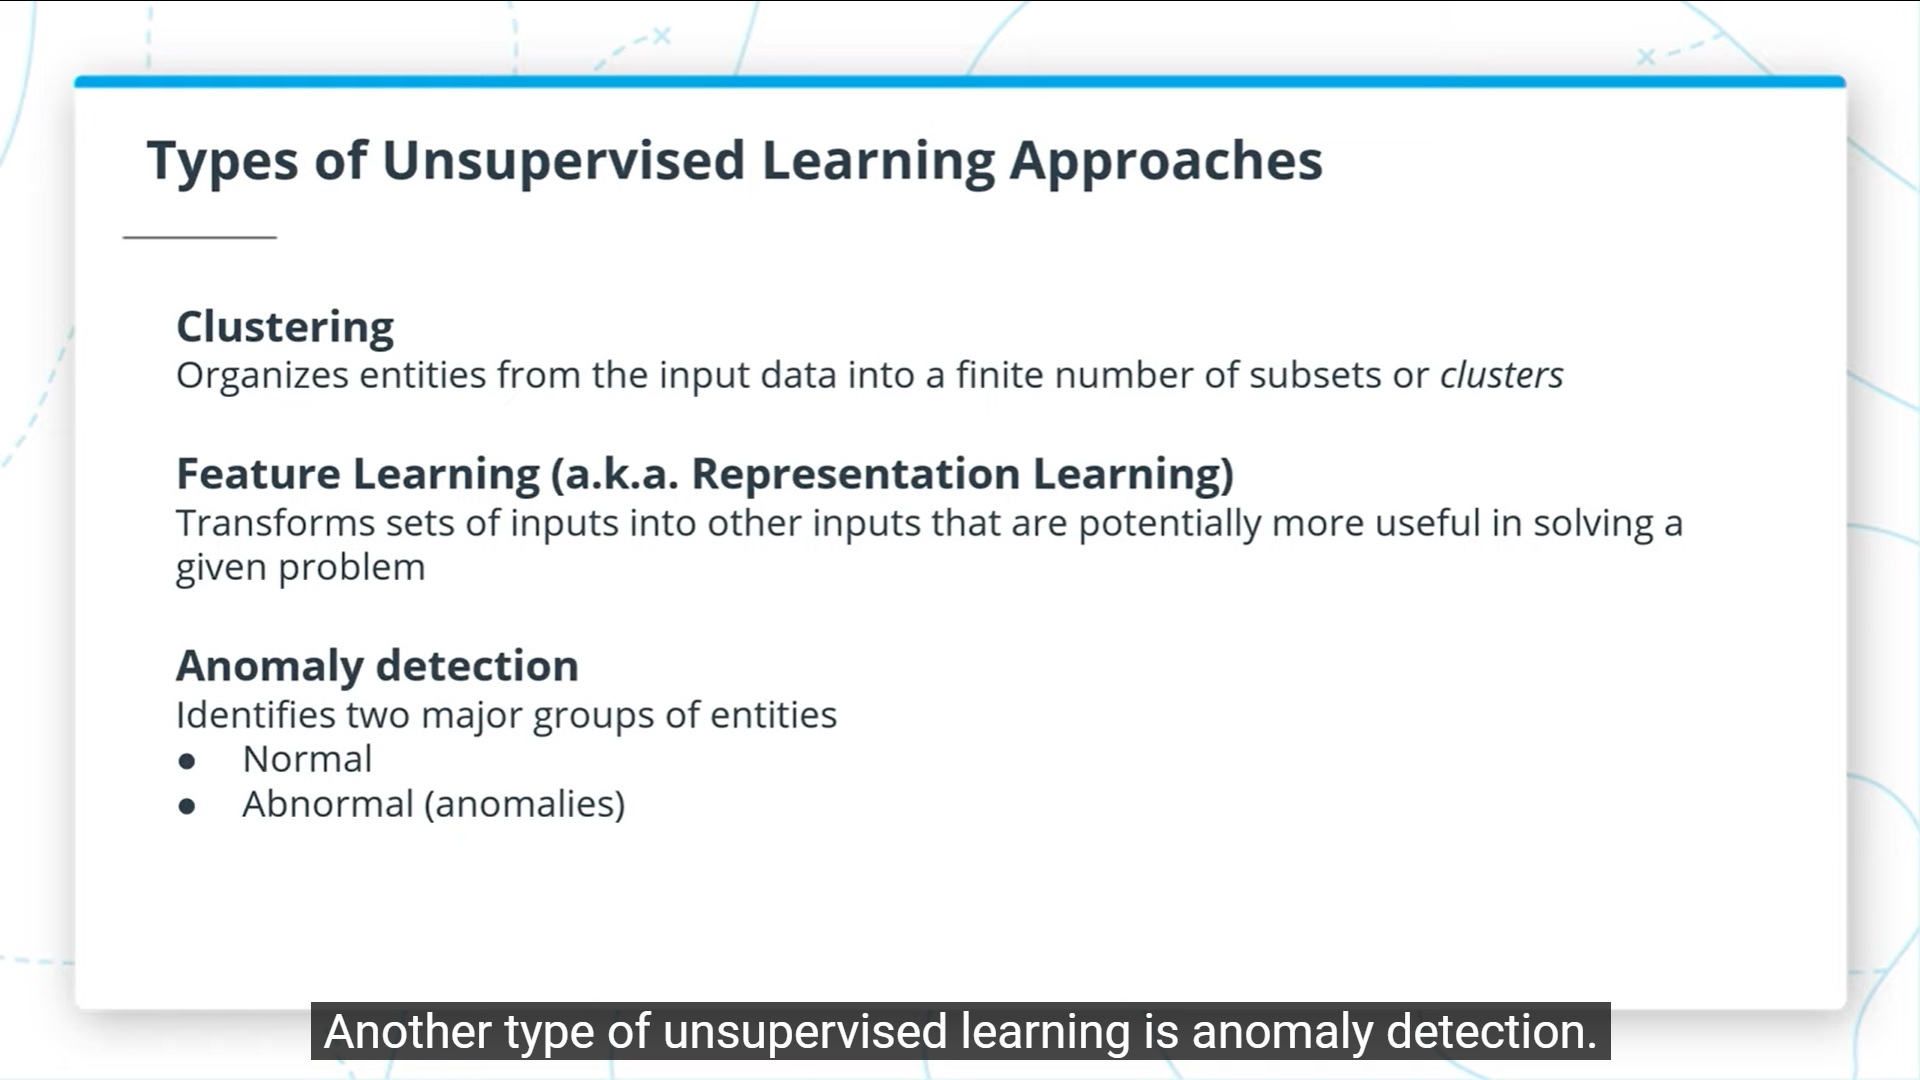 Types of Unsupervised Learning Approaches
Clustering
Organizes entities from the input data into a finite number of subsets or clusters
Feature Learning (a.k.a. Representation Learning)
Transforms sets of inputs into other inputs that are potentially more useful in solving a
given problem
Anomaly detection
Identifies two major groups of entities
● Normal
● Abnormal (anomalies)
Another type of unsupervised learning is anomaly detection.